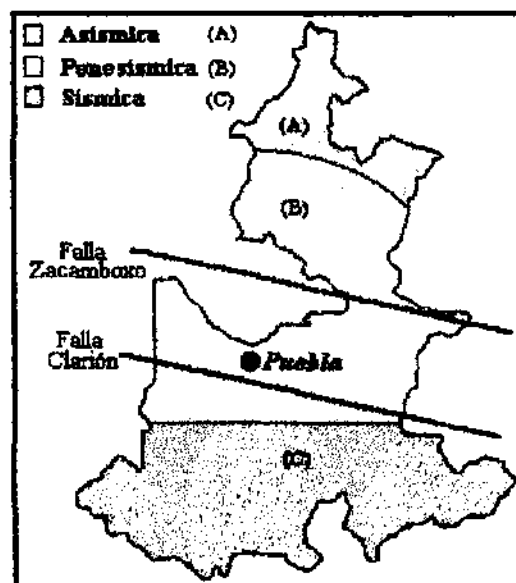 Asismica (A)
Penesismica (B)
Sismica (C)
(A)
(B)
Falla
Zacamboxo
Falla
Clarión
Puebla
(C)